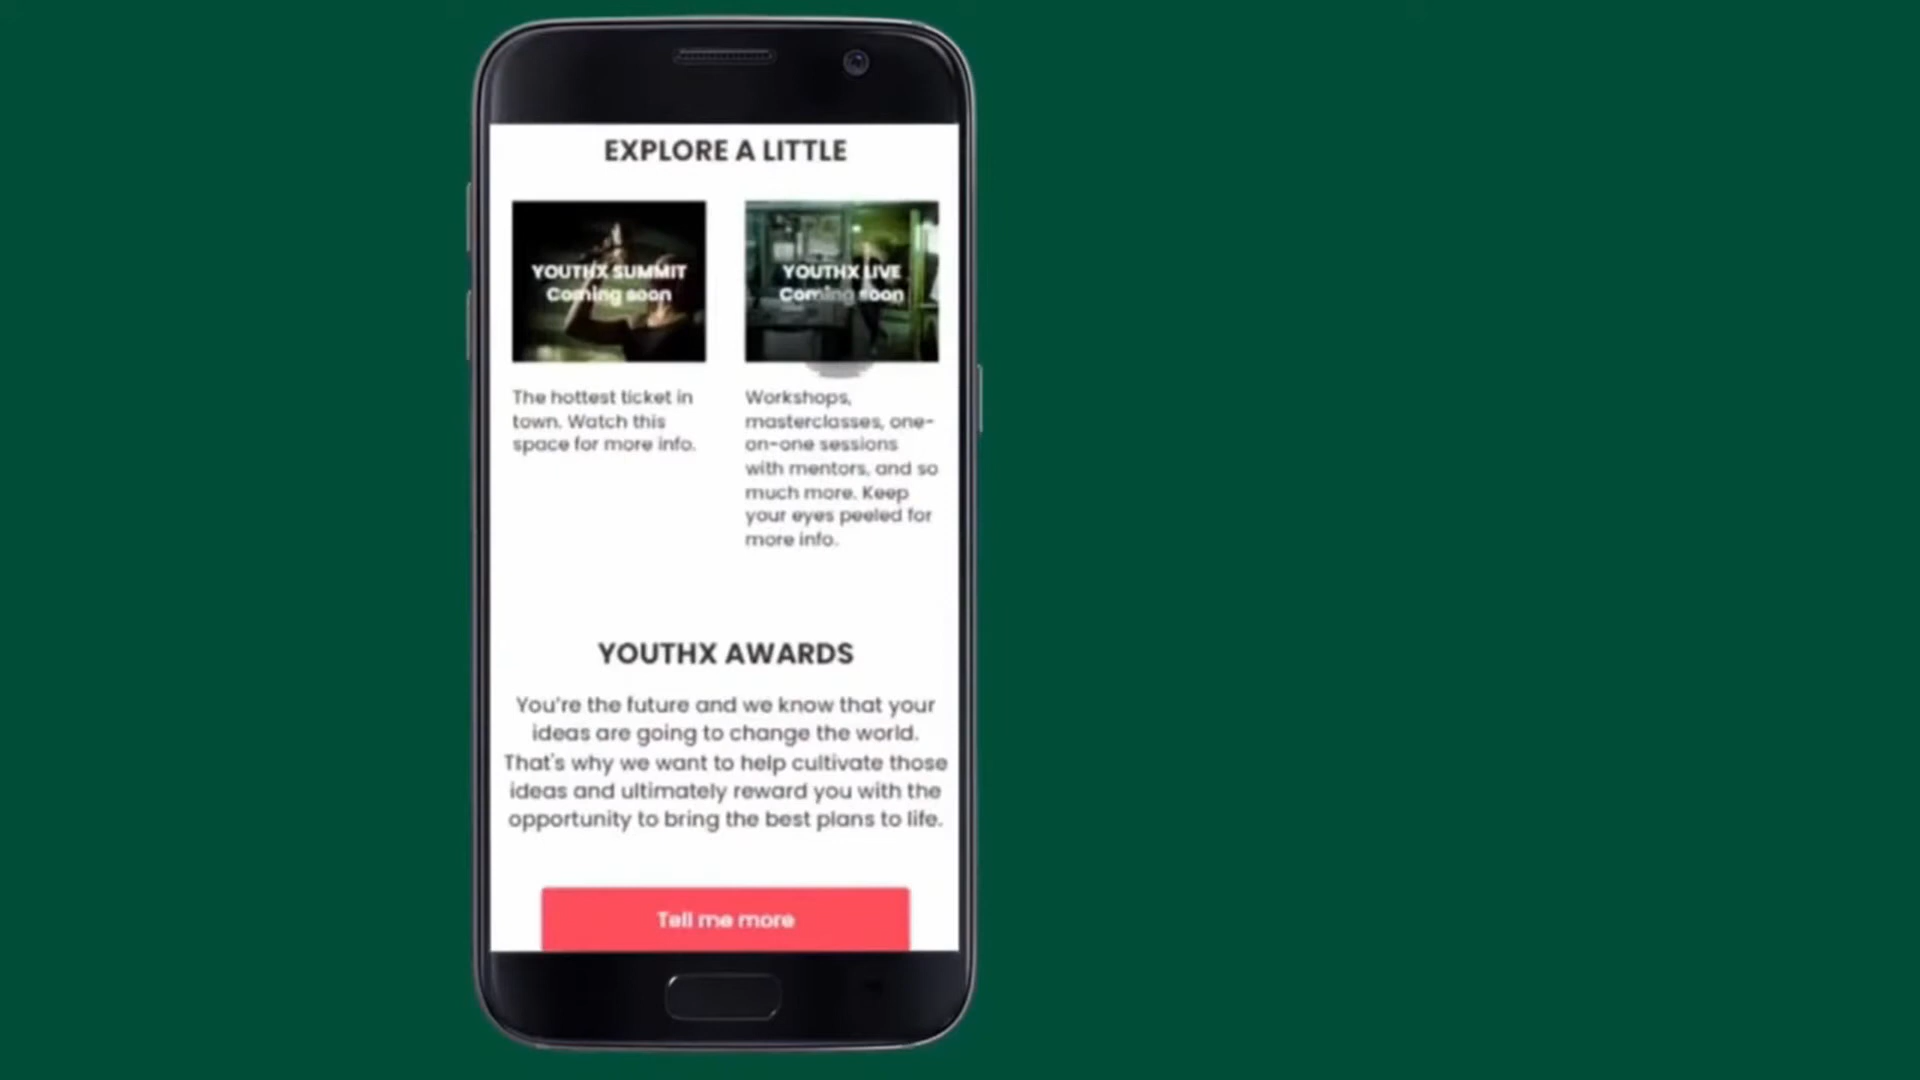 EXPLORE A LITTLE
YOUTHX SUMMIT
Coming soon
YOUTHX LIVE
Coming soon
The hottest ticket in
town. Watch this
space for more info.
Workshops,
masterclasses, one-
on-one sessions
with mentors, and so
much more. Keep
your eyes peeled for
more info.
YOUTHX AWARDS
You're the future and we know that your
ideas are going to change the world.
That's why we want to help cultivate those
ideas and ultimately reward you with the
opportunity to bring the best plans to life.
Tell me more